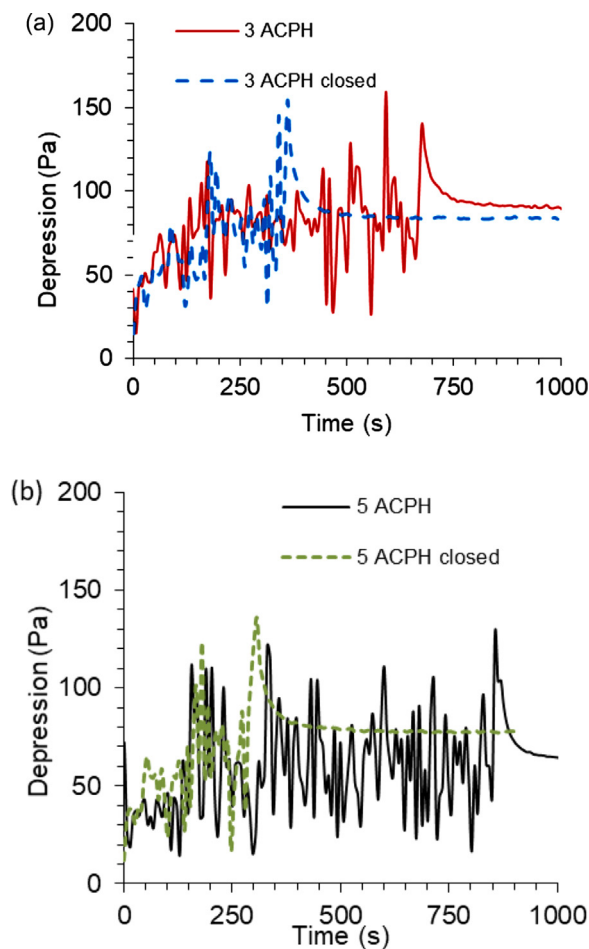 (a)
200
150
100
50
0
Depression (Pa)
3 ACPH
3 ACPH closed
0 250 500 750 1000
Time (s)
(b)
200
150
100
50
0
Depression (Pa)
5 ACPH
5 ACPH closed
0 250 500 750 1000
Time (s)